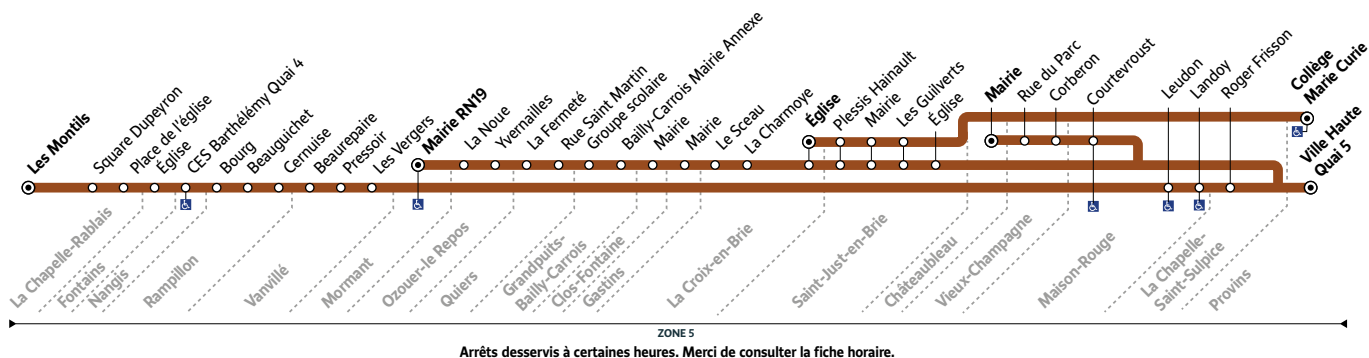 Les Montils
Square Dupeyron
Place de l'église
Église
CES Barthélémy Quai 4
Bourg
Beauguichet
Cernuise
Beaurepaire
Pressoir
Les Vergers
Mairie RN19
La Noue
Yvernailles
La Fermeté
Rue Saint Martin
Groupe scolaire
Bailly-Carrois Mairie Annexe
Mairie
Mairie
Le Sceau
La Charmoye
Église
Plessis Hainault
Mairie
Les Guilverts
Église
Mairie
Rue du Parc
Corberon
Courtevroust
Leudon
Landoy
Roger Frisson
Collège
Marie Curie
Ville Haute
Quai 5
La Chapelle-Rablais
Fontains
Nangis
Rampillon
Vanvillé
Mormant
Ozouer-le Repos
Quiers
Grandpuits-
Bailly-Carrois
Clos-Fontaine
Gastins
La Croix-en-Brie
Saint-Just-en-Brie
Châteaubleau
Vieux-Champagne
Maison-Rouge
La Chapelle-
Saint-Sulpice
Provins
ZONE 5
Arrêts desservis à certaines heures. Merci de consulter la fiche horaire.